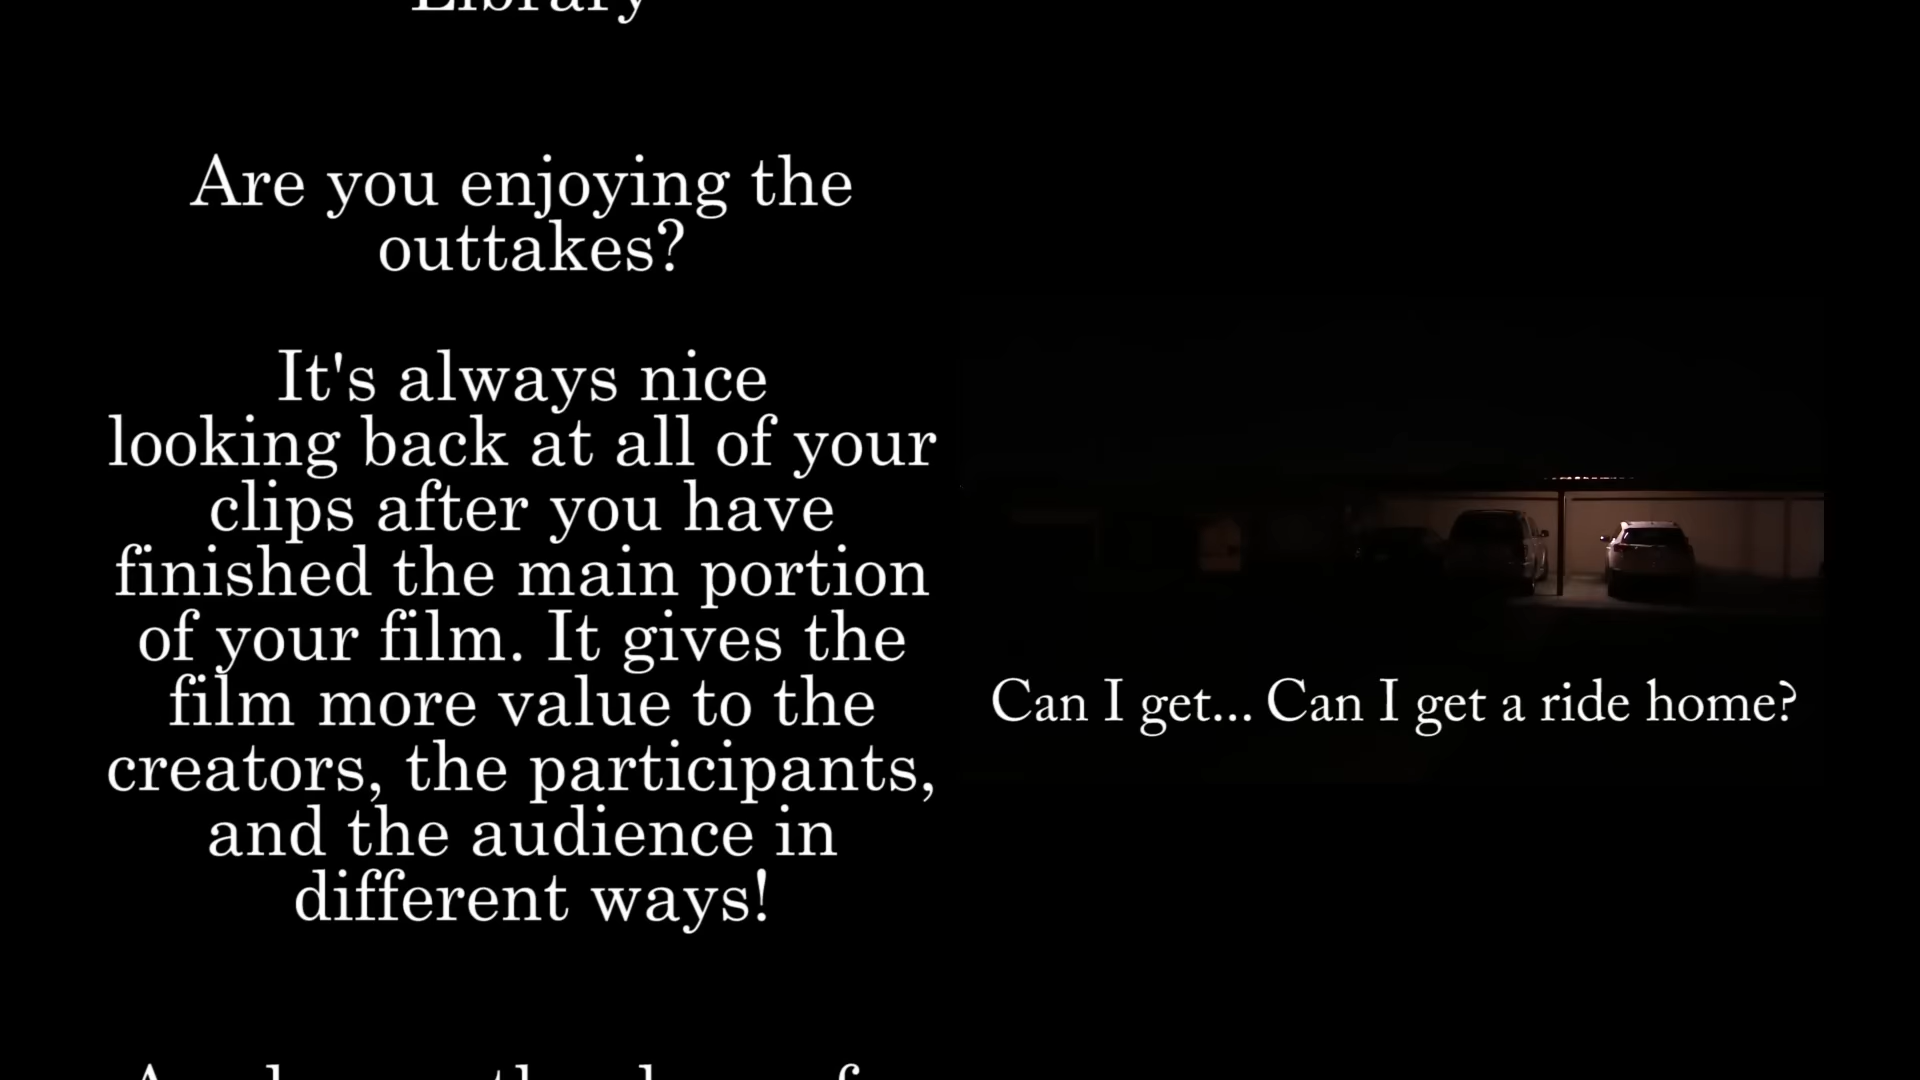 Library
Are you enjoying the
outtakes?
It's always nice
looking back at all of your
clips after you have
finished the main portion
of your film. It gives the
film more value to the
creators, the participants,
and the audience in
different ways!
Can I get... Can I get a ride home?